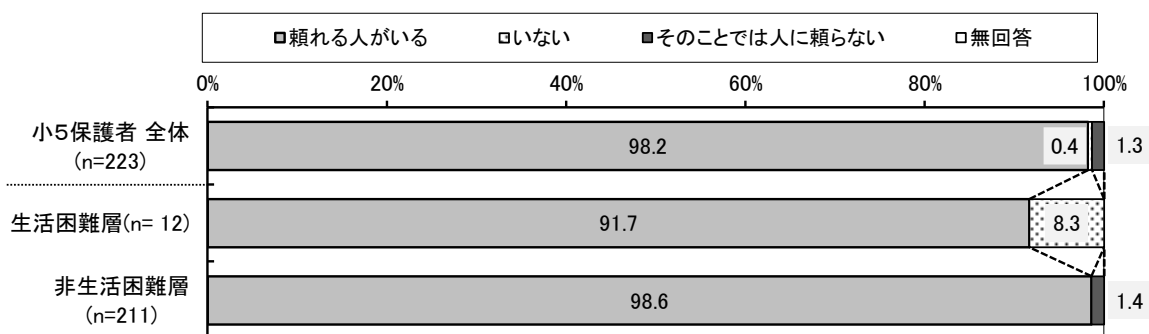 頼れる人がいる いない そのことでは人に頼らない 無回答
0% 20% 40% 60% 80% 100%
小5保護者 全体
(n=223)
98.2 0.4 1.3
生活困難層(n= 12)
91.7 8.3
非生活困難層
(n=211)
98.6 1.4